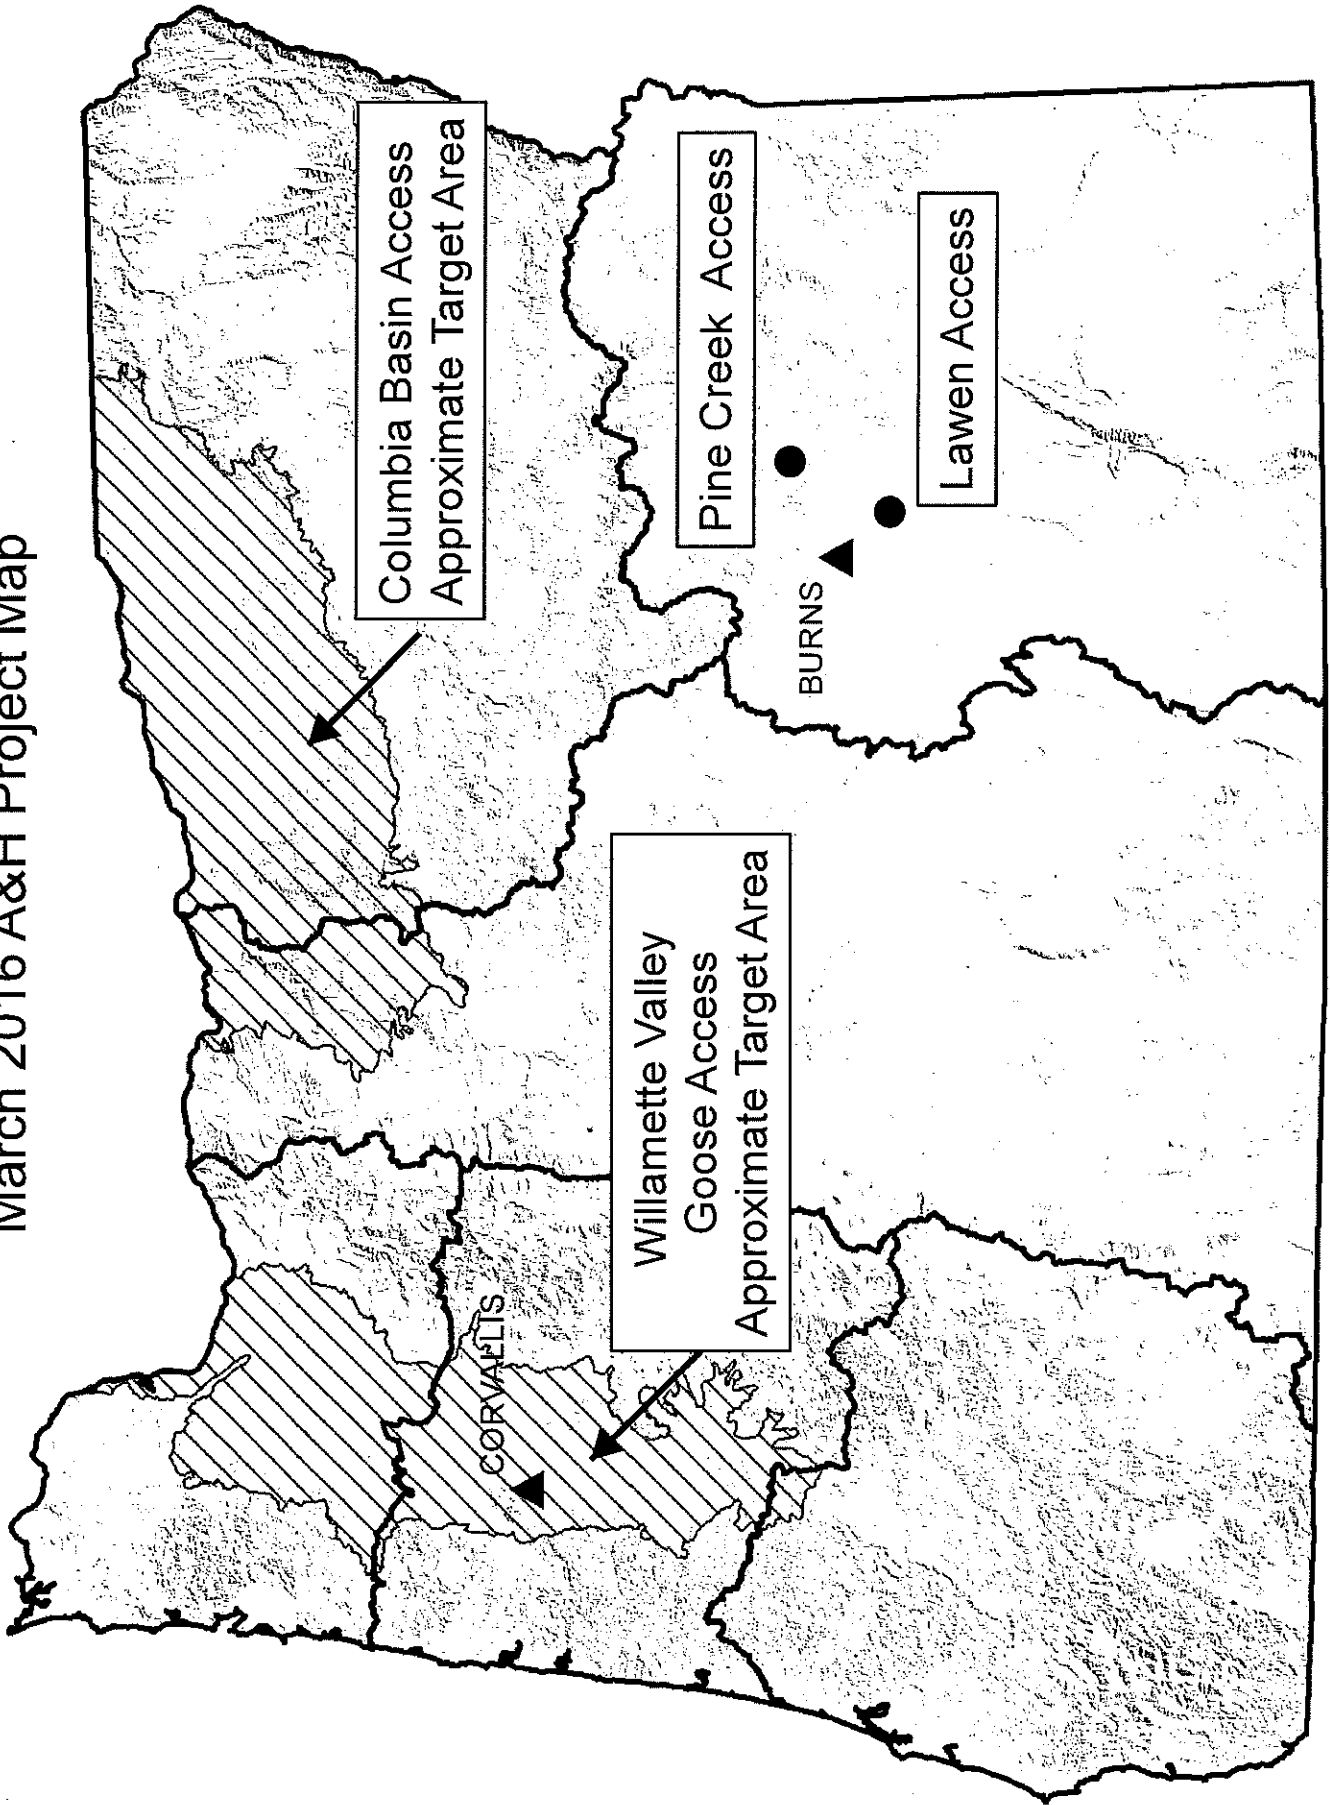 March 2016 A&H Project Map
Columbia Basin Access
Approximate Target Area
Pine Creek Access
Lawen Access
BURNS
Willamette Valley
Goose Access
Approximate Target Area
CORVALLIS